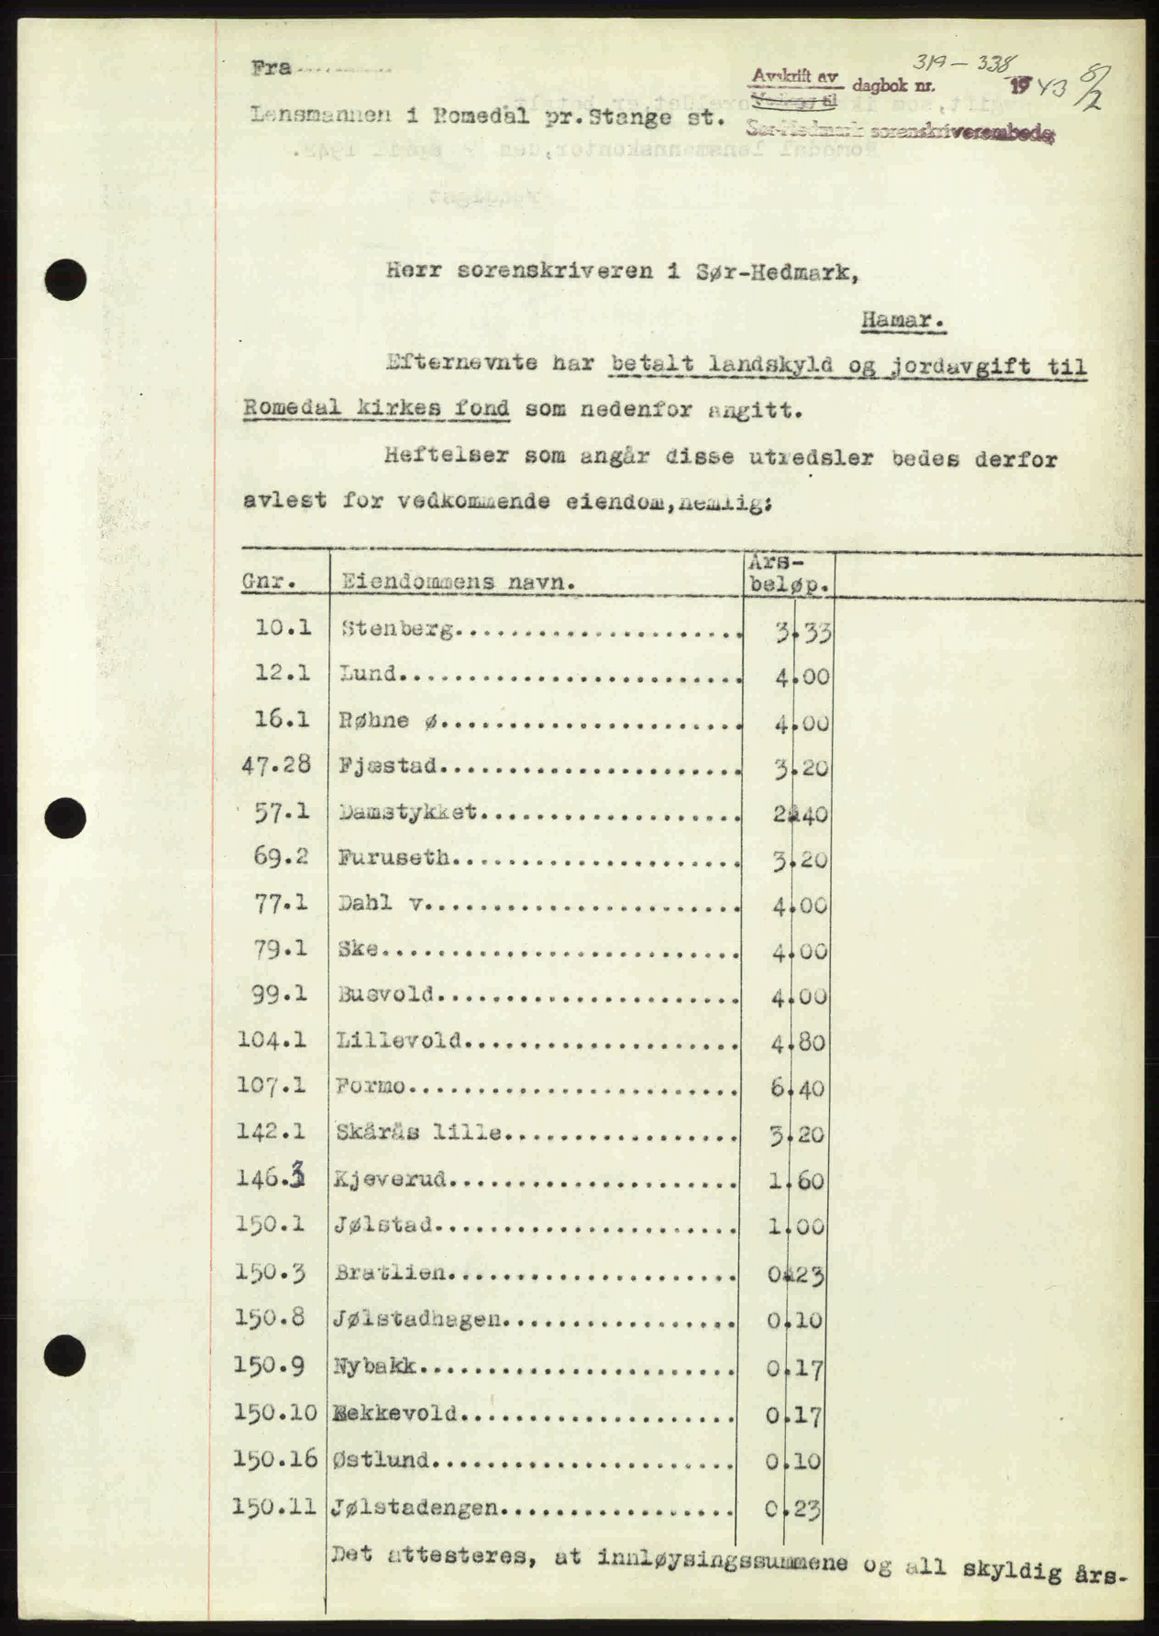 319 – 338
Fra
Avskrift av dagbok nr. 1943 8/2
Vedlegg til
Lensmannen i Romedal pr.Stange st.
Sør-Hedmark sorenskriverembede
Herr sorenskriveren i Sør-Hedmark,
Hamar.
Efternevnte har betalt landskyld og jordavgift til
Romedal kirkes fond som nedenfor angitt.
Heftelser som angår disse utredsler bedes derfor
avlest for vedkommende eiendom,nemlig:
Gnr. Eiendommens navn. Års-
beløp.
10.1 Stenberg..................... 3.33
12.1 Lund......................... 4.00
16.1 Røhne ø...................... 4.00
47.28 Fjæstad...................... 3.20
57.1 Damstykket................... 2.40
69.2 Furuseth..................... 3.20
77.1 Dahl v....................... 4.00
79.1 Ske.......................... 4.00
99.1 Busvold...................... 4.00
104.1 Lillevold.................... 4.80
107.1 Formo........................ 6.40
142.1 Skårås lille................. 3.20
146.3 Kjeverud..................... 1.60
150.1 Jølstad...................... 1.00
150.3 Bratlien..................... 0.23
150.8 Jølstadhagen................. 0.10
150.9 Nybakk....................... 0.17
150.10 Bekkevold.................... 0.17
150.16 Østlund...................... 0.10
150.11 Jølstadengen................. 0.23
Det attesteres, at innløysingssummene og all skyldig års-